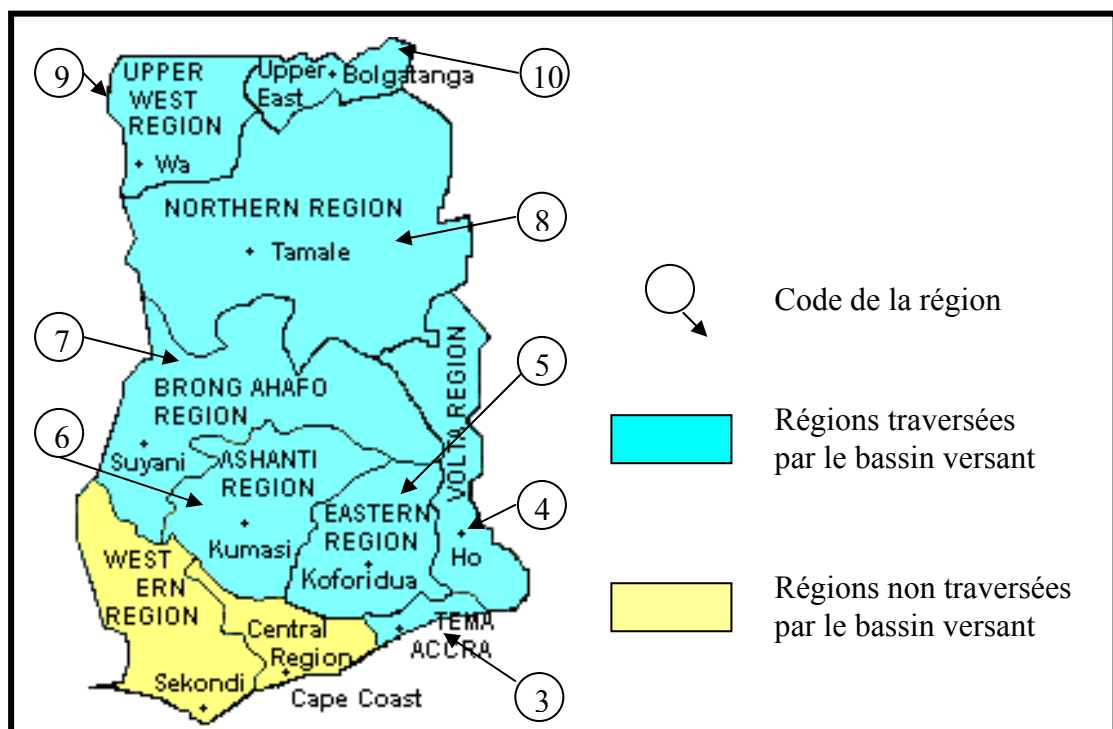 9
UPPER
WEST
REGION
Wa
Upper
East
Bolgatanga
10
NORTHERN REGION
Tamale
8
7
BRONG AHAFO
REGION
Suyani
6
ASHANTI
REGION
Kumasi
VOLTA REGION
5
EASTERN
REGION
Koforidua
4
Ho
WEST
ERN
REGION
Sekondi
Central
Region
Cape Coast
TEMA
ACCRA
3
Code de la région
Régions traversées
par le bassin versant
Régions non traversées
par le bassin versant